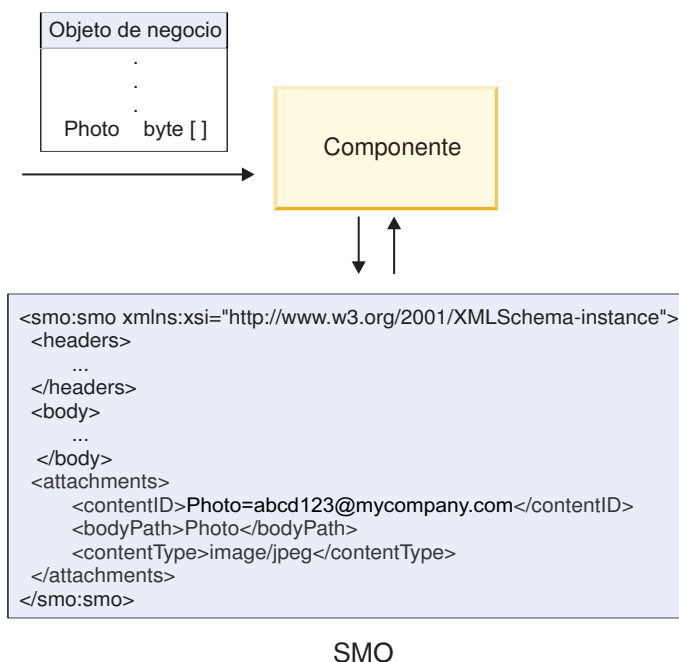 Objeto de negocio
.
.
.
Photo byte [ ]
Componente
<smo:smo xmlns:xsi="http://www.w3.org/2001/XMLSchema-instance">
<headers>
...
</headers>
<body>
...
</body>
<attachments>
<contentID>Photo=abcd123@mycompany.com</contentID>
<bodyPath>Photo</bodyPath>
<contentType>image/jpeg</contentType>
</attachments>
</smo:smo>
SMO